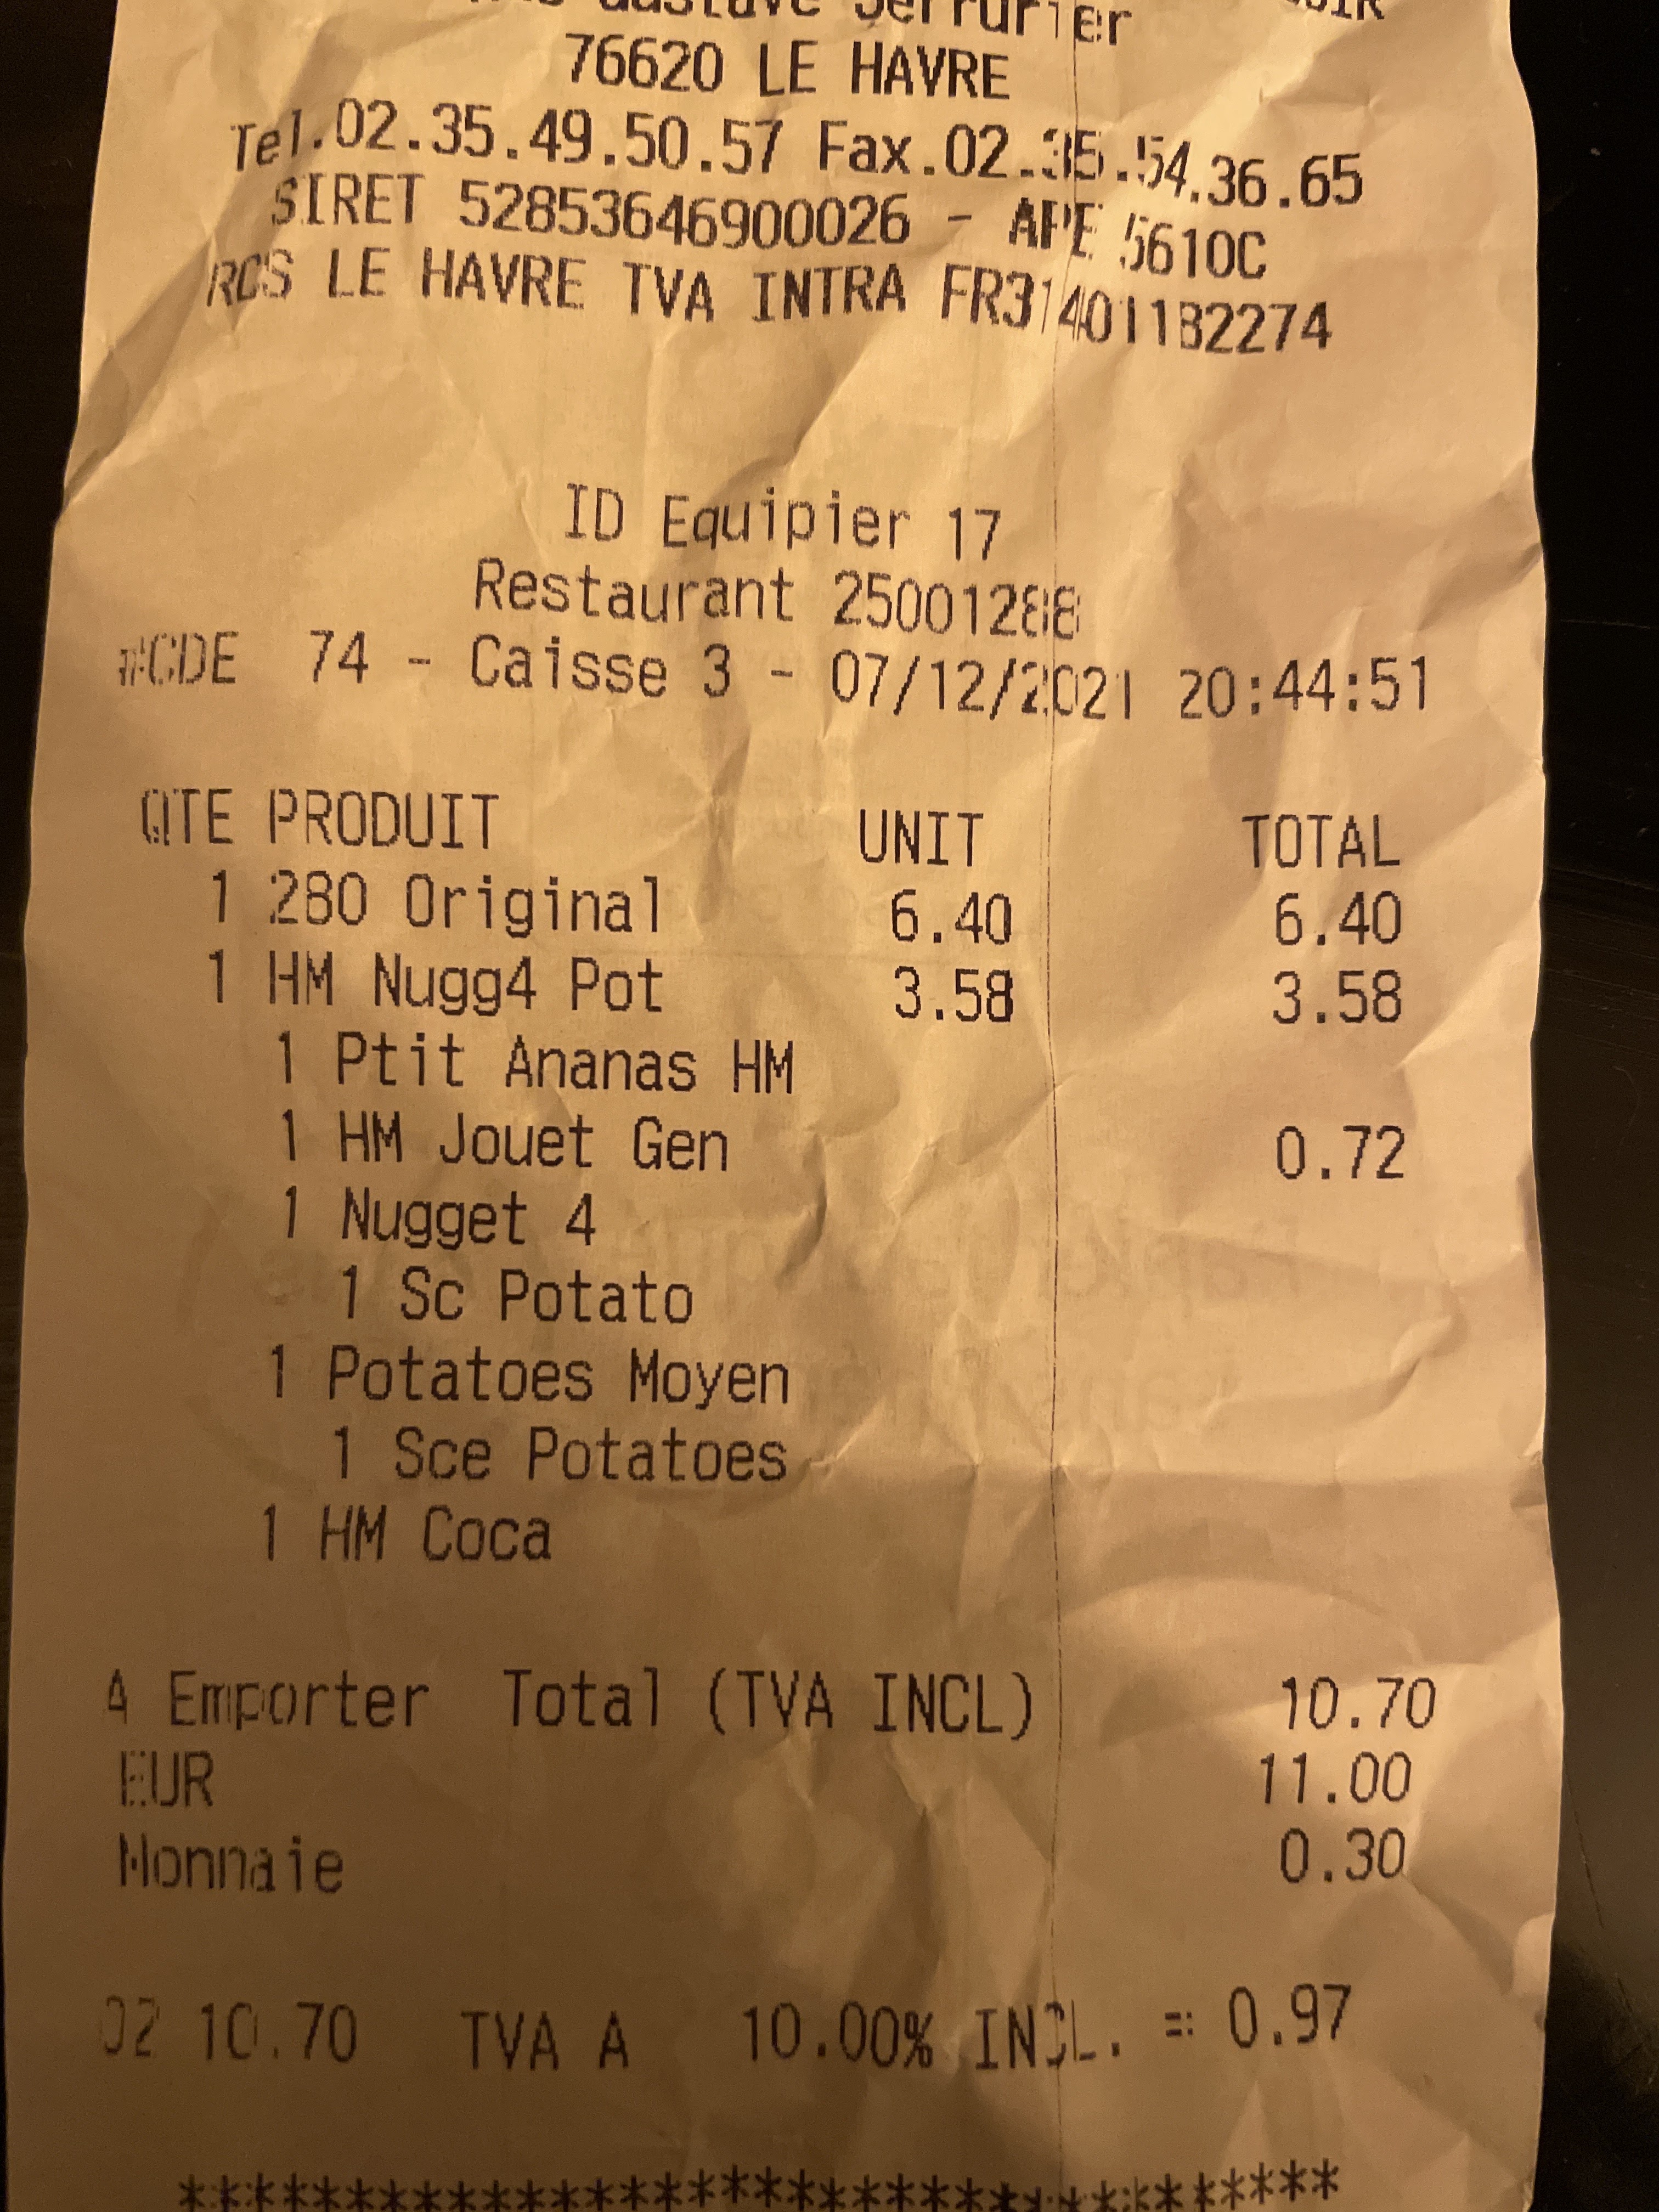 Gustave Serrurier
76620 LE HAVRE
Tel.02.35.49.50.57 Fax.02.35.54.36.65
SIRET 52853646900026 - APE 5610C
RCS LE HAVRE TVA INTRA FR31401182274
ID Equipier 17
Restaurant 25001288
#CDE 74 - Caisse 3 - 07/12/2021 20:44:51
QTE PRODUIT UNIT TOTAL
1 280 Original 6.40 6.40
1 HM Nugg4 Pot 3.58 3.58
1 Ptit Ananas HM
1 HM Jouet Gen 0.72
1 Nugget 4
1 Sc Potato
1 Potatoes Moyen
1 Sce Potatoes
1 HM Coca
A Emporter Total (TVA INCL) 10.70
EUR 11.00
Monnaie 0.30
02 10.70 TVA A 10.00% INCL. = 0.97
*******************************